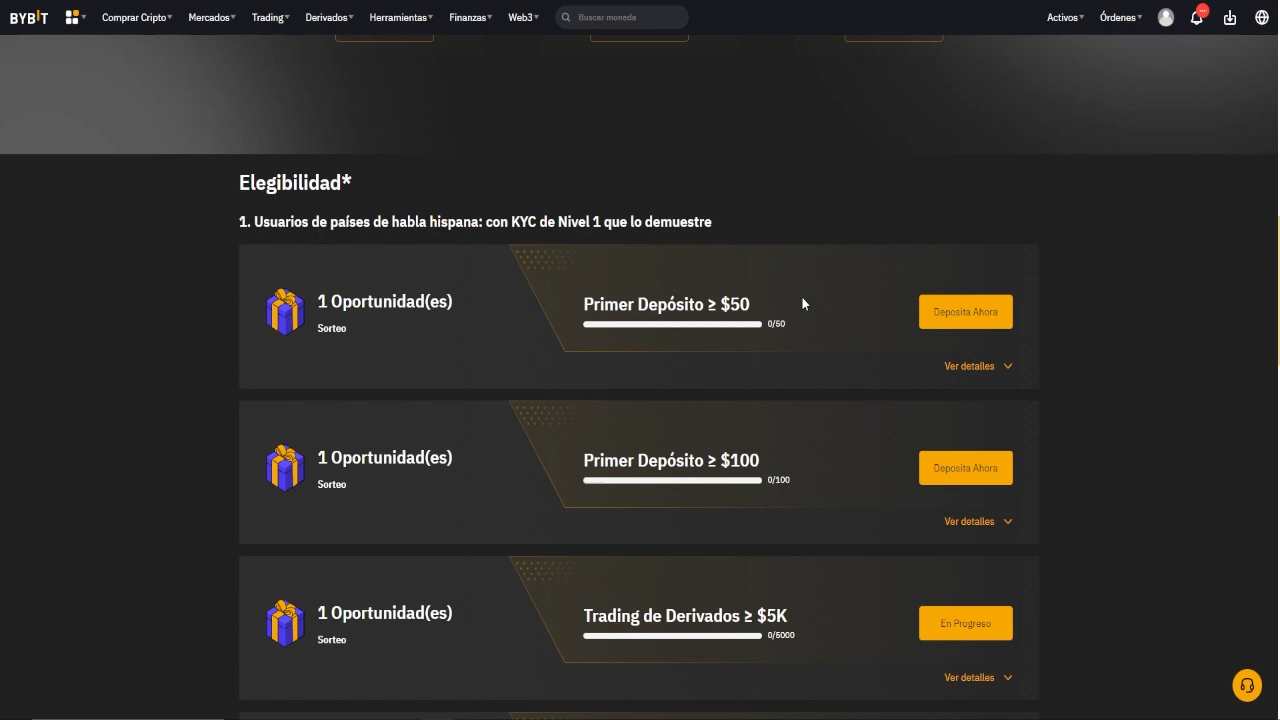 BYBIT Comprar Cripto Mercados Trading Derivados Herramientas Finanzas Web3 Buscar moneda Activos Órdenes
Elegibilidad*
1. Usuarios de países de habla hispana: con KYC de Nivel 1 que lo demuestre
1 Oportunidad(es)
Sorteo
Primer Depósito ≥ $50
0/50
Deposita Ahora
Ver detalles
1 Oportunidad(es)
Sorteo
Primer Depósito ≥ $100
0/100
Deposita Ahora
Ver detalles
1 Oportunidad(es)
Sorteo
Trading de Derivados ≥ $5K
0/5000
En Progreso
Ver detalles